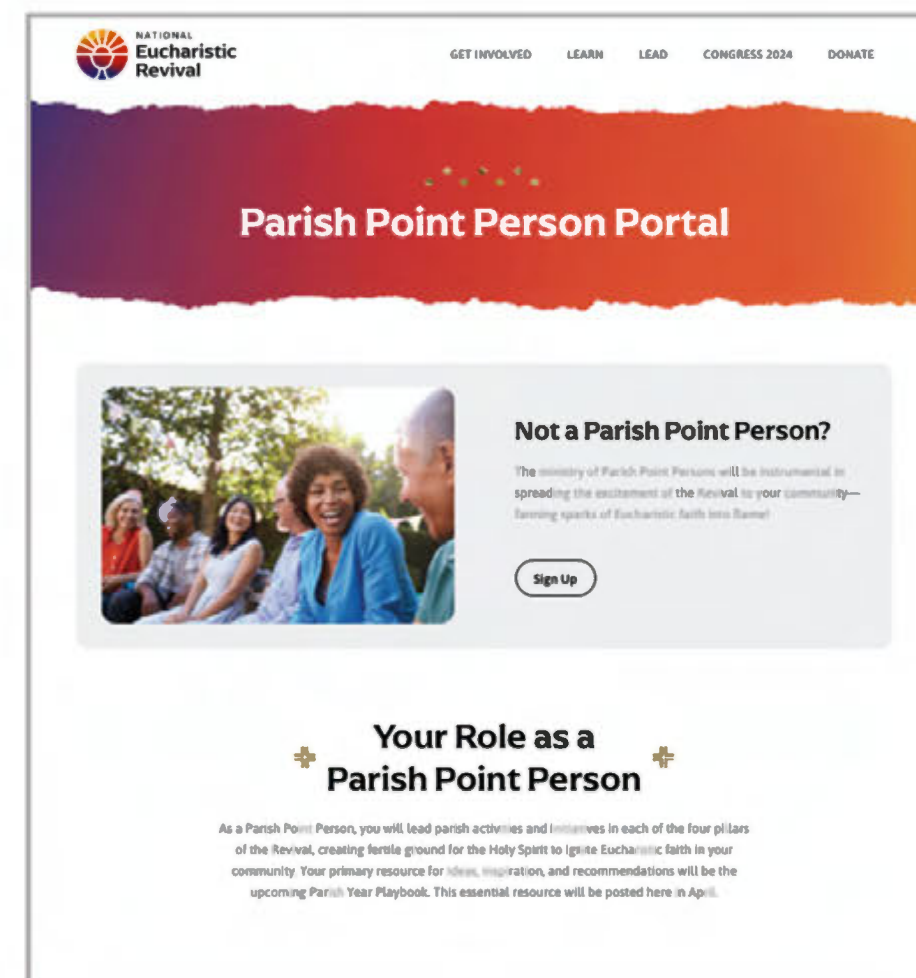 NATIONAL
Eucharistic
Revival
GET INVOLVED LEARN LEAD CONGRESS 2024 DONATE
Parish Point Person Portal
Not a Parish Point Person?
The ministry of Parish Point Persons will be instrumental in
spreading the excitement of the Revival to your community—
fanning sparks of Eucharistic faith into flame!
Sign Up
Your Role as a
Parish Point Person
As a Parish Point Person, you will lead parish activities and initiatives in each of the four pillars
of the Revival, creating fertile ground for the Holy Spirit to ignite Eucharistic faith in your
community. Your primary resource for ideas, inspiration, and recommendations will be the
upcoming Parish Year Playbook. This essential resource will be posted here in April.